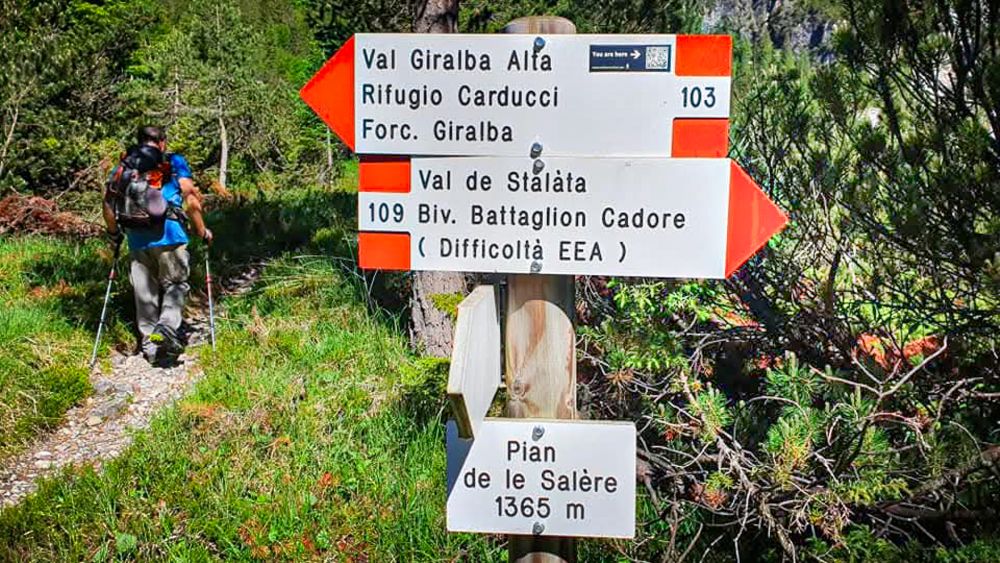 Val Giralba Alta
You are here →
Rifugio Carducci
103
Forc. Giralba
Val de Stalàta
109 Biv. Battaglion Cadore
( Difficoltà EEA )
Pian
de le Salère
1365 m